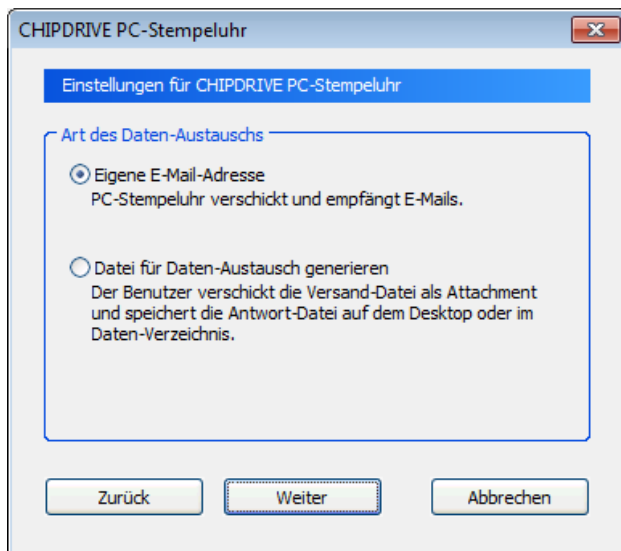 CHIPDRIVE PC-Stempeluhr
Einstellungen für CHIPDRIVE PC-Stempeluhr
Art des Daten-Austauschs
Eigene E-Mail-Adresse
PC-Stempeluhr verschickt und empfängt E-Mails.
Datei für Daten-Austausch generieren
Der Benutzer verschickt die Versand-Datei als Attachment
und speichert die Antwort-Datei auf dem Desktop oder im
Daten-Verzeichnis.
Zurück
Weiter
Abbrechen